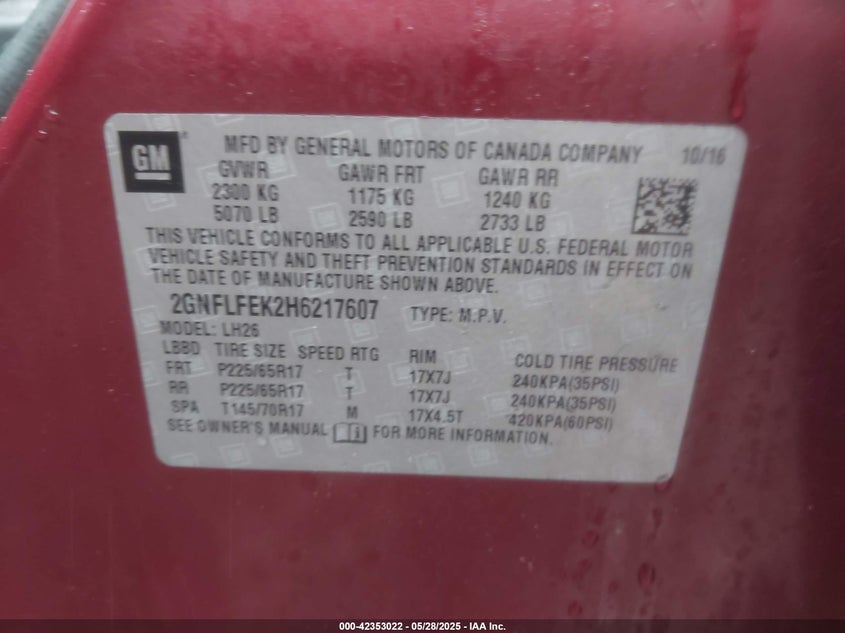 GM
MFD BY GENERAL MOTORS OF CANADA COMPANY 10/16
GVWR GAWR FRT GAWR RR
2300 KG 1175 KG 1240 KG
5070 LB 2590 LB 2733 LB
THIS VEHICLE CONFORMS TO ALL APPLICABLE U.S. FEDERAL MOTOR
VEHICLE SAFETY AND THEFT PREVENTION STANDARDS IN EFFECT ON
THE DATE OF MANUFACTURE SHOWN ABOVE.
2GNFLFEK2H6217607 TYPE: M.P.V.
MODEL: LH26
LBBD TIRE SIZE SPEED RTG RIM COLD TIRE PRESSURE
FRT P225/65R17 T 17X7J 240KPA(35PSI)
RR P225/65R17 T 17X7J 240KPA(35PSI)
SPA T145/70R17 M 17X4.5T 420KPA(60PSI)
SEE OWNER'S MANUAL FOR MORE INFORMATION.
000-42353022 — 05/28/2025 - IAA Inc.